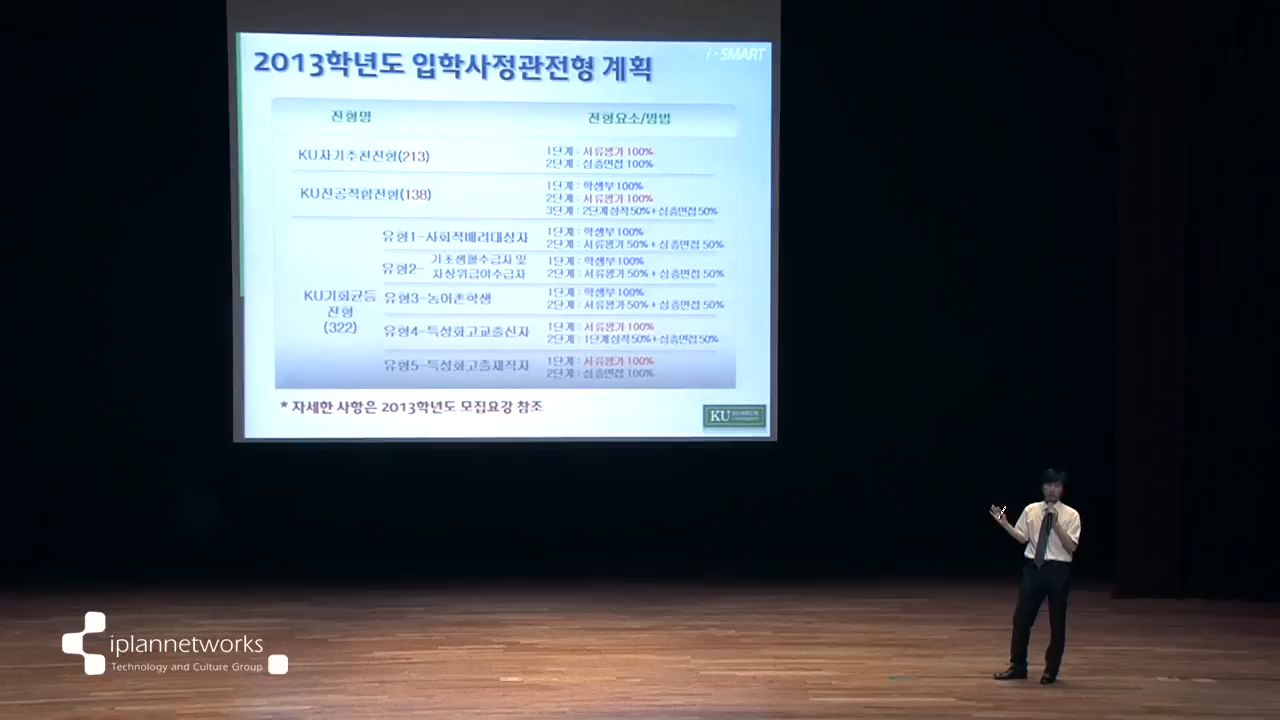 2013학년도 입학사정관전형 계획
i-SMART
전형명 전형요소/방법
KU자기추천전형(213)
1단계 : 서류평가 100%
2단계 : 심층면접 100%
KU전공적합전형(138)
1단계 : 학생부 100%
2단계 : 서류평가 100%
3단계 : 2단계성적 50% + 심층면접 50%
KU기회균등
전형
(322)
유형1-사회적배려대상자
1단계 : 학생부 100%
2단계 : 서류평가 50% + 심층면접 50%
유형2- 기초생활수급자 및
차상위급여수급자
1단계 : 학생부 100%
2단계 : 서류평가 50% + 심층면접 50%
유형3-농어촌학생
1단계 : 학생부 100%
2단계 : 서류평가 50% + 심층면접 50%
유형4-특성화고교출신자
1단계 : 서류평가 100%
2단계 : 1단계성적 50% + 심층면접 50%
유형5-특성화고졸재직자
1단계 : 서류평가 100%
2단계 : 심층면접 100%
* 자세한 사항은 2013학년도 모집요강 참조
KU
iplannetworks
Technology and Culture Group